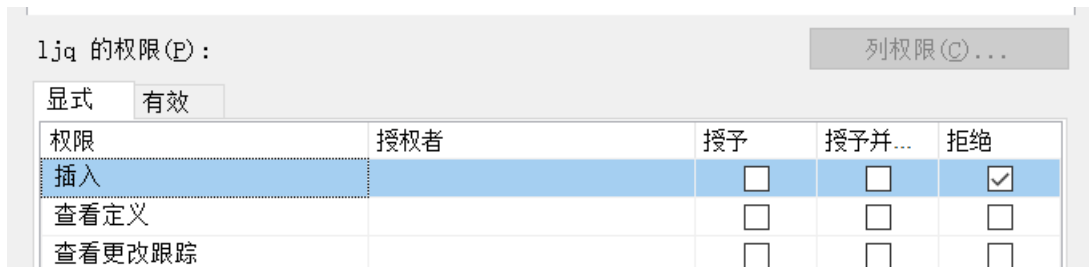 ljq 的权限(P):
列权限(C)...
显式 有效
权限 授权者 授予 授予并... 拒绝
插入
查看定义
查看更改跟踪